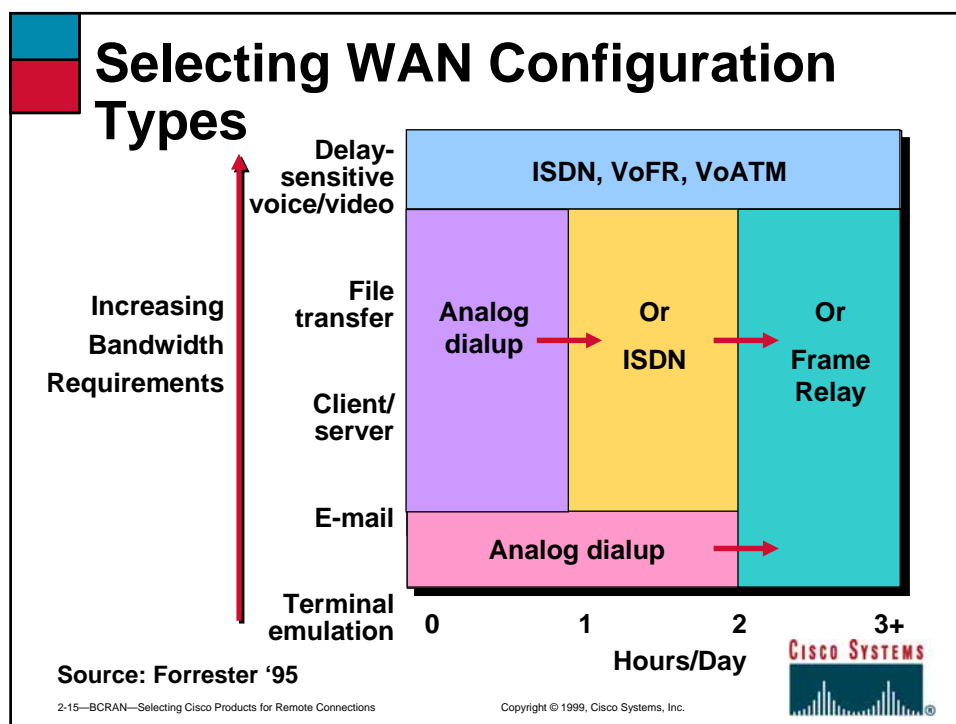 Selecting WAN Configuration
Types
Delay-
sensitive
voice/video
ISDN, VoFR, VoATM
Increasing
Bandwidth
Requirements
File
transfer
Client/
server
E-mail
Terminal
emulation
Analog
dialup
Or
ISDN
Or
Frame
Relay
Analog dialup
0 1 2 3+
Hours/Day
Source: Forrester ‘95
CISCO SYSTEMS
®
2-15—BCRAN—Selecting Cisco Products for Remote Connections
Copyright © 1999, Cisco Systems, Inc.